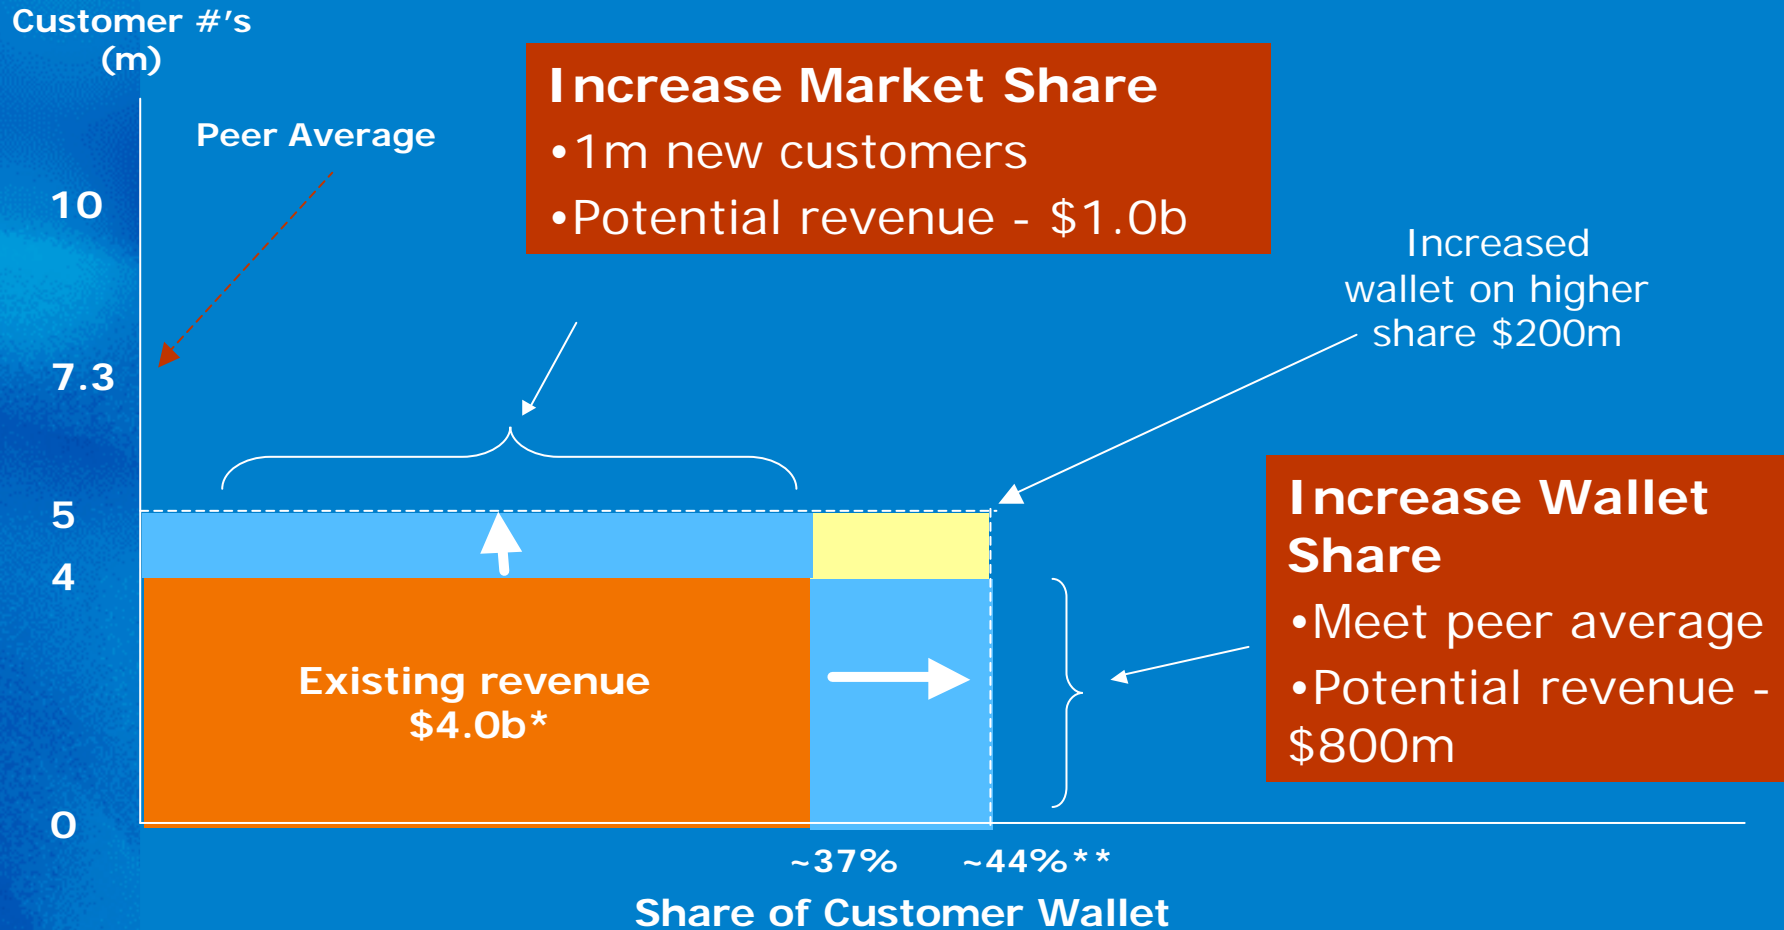 Customer #'s
(m)
Peer Average
Increase Market Share
•1m new customers
•Potential revenue - $1.0b
10
Increased
wallet on higher
share $200m
7.3
5
4
Increase Wallet
Share
•Meet peer average
•Potential revenue -
$800m
Existing revenue
$4.0b*
0
~37%
~44%**
Share of Customer Wallet